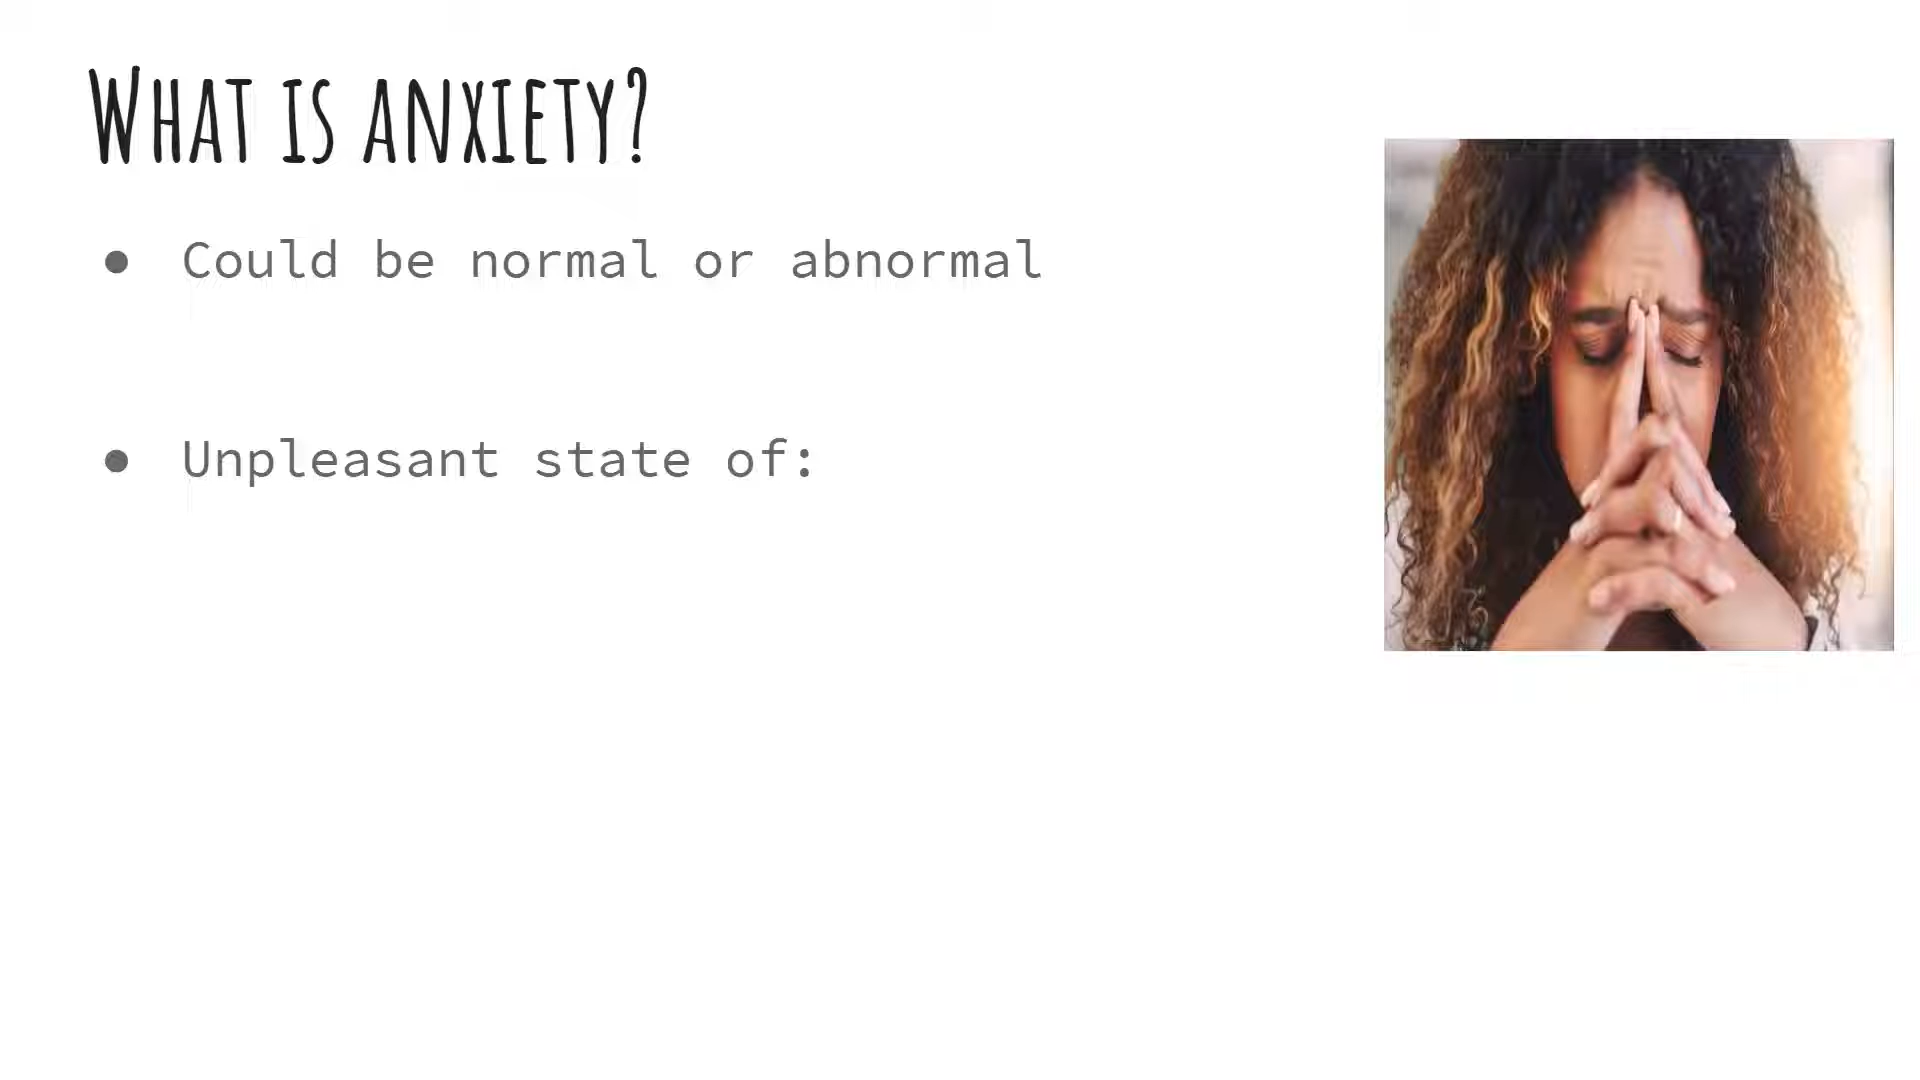 What is anxiety?
● Could be normal or abnormal
● Unpleasant state of: